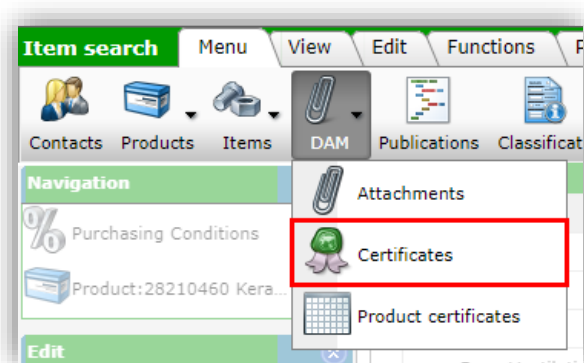 Item search Menu View Edit Functions
Contacts Products Items DAM Publications
Navigation
Attachments
Purchasing Conditions
Certificates
Product:28210460 Kera...
Product certificates
Edit